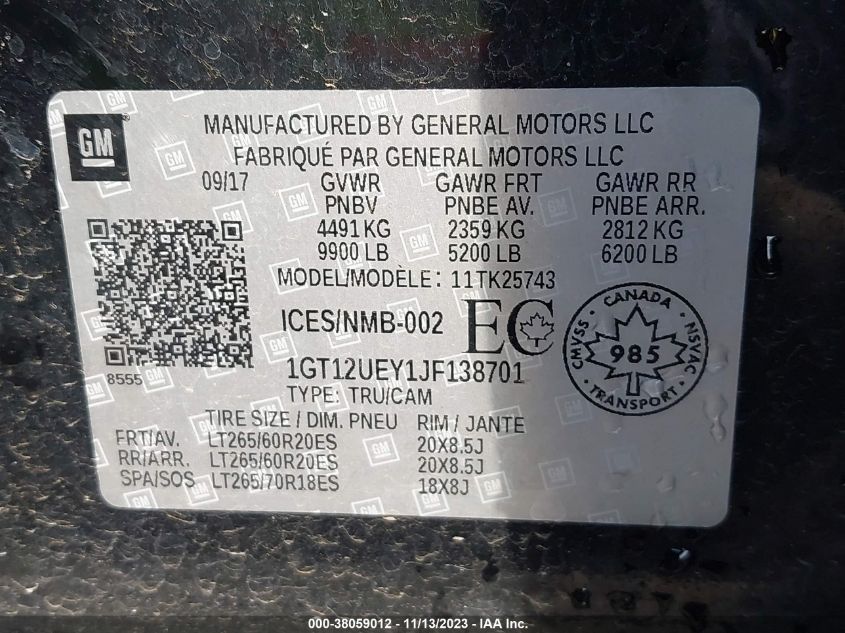 GM
MANUFACTURED BY GENERAL MOTORS LLC
FABRIQUÉ PAR GENERAL MOTORS LLC
09/17 GVWR GAWR FRT GAWR RR
PNBV PNBE AV. PNBE ARR.
4491 KG 2359 KG 2812 KG
9900 LB 5200 LB 6200 LB
MODEL/MODÈLE: 11TK25743
ICES/NMB-002 EC
CANADA
CMVSS 985 NSVAC
TRANSPORT
8555 1GT12UEY1JF138701
TYPE: TRU/CAM
TIRE SIZE / DIM. PNEU RIM / JANTE
FRT/AV. LT265/60R20ES 20X8.5J
RR/ARR. LT265/60R20ES 20X8.5J
SPA/SOS LT265/70R18ES 18X8J
000-38059012 - 11/13/2023 - IAA Inc.